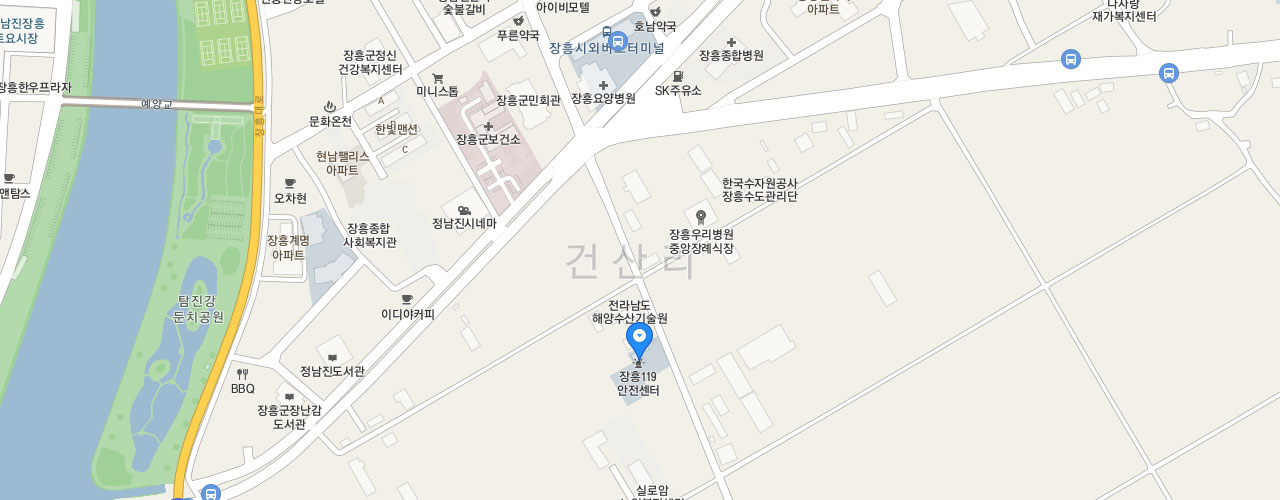 남진장흥
토요시장
장흥한우프라자
예양교
장흥대로
앤탐스
탐진강
둔치공원
숯불갈비
아이비모텔
푸른약국
호남약국
장흥시외버스터미널
장흥군정신
건강복지센터
미니스톱
장흥군민회관
장흥요양병원
SK주유소
장흥종합병원
아파트
나사랑
재가복지센터
A
문화온천
한빛맨션
C
장흥군보건소
현남팰리스
아파트
오차현
장흥종합
사회복지관
정남진시네마
장흥계명
아파트
한국수자원공사
장흥수도관리단
장흥우리병원
중앙장례식장
건산리
이디야커피
전라남도
해양수산기술원
장흥119
안전센터
정남진도서관
BBQ
장흥군장난감
도서관
실로암